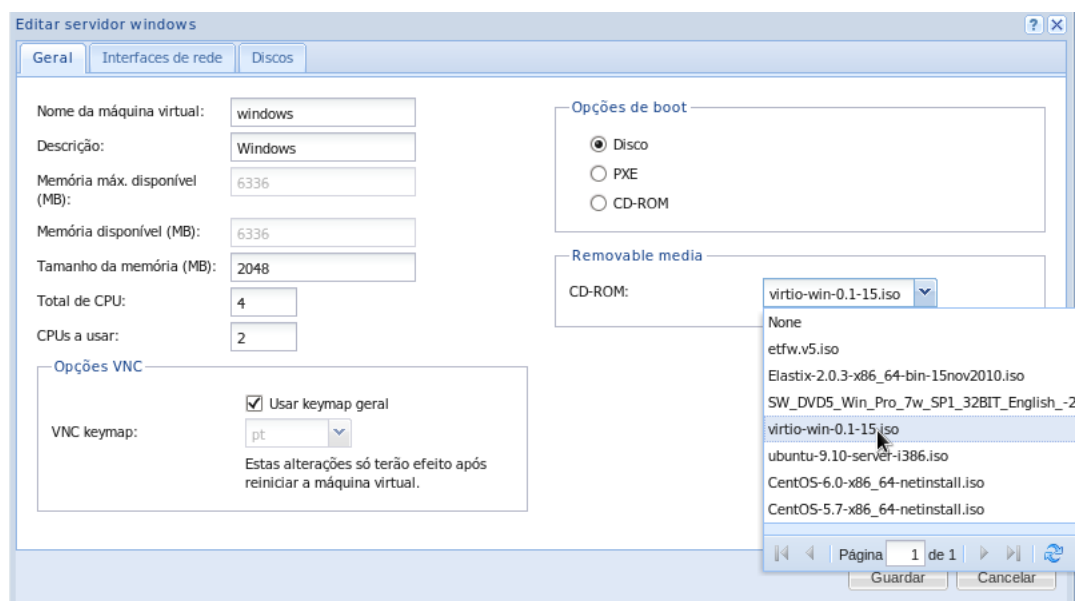 Editar servidor windows
Geral
Interfaces de rede
Discos
Nome da máquina virtual:
windows
Descrição:
Windows
Memória máx. disponível
(MB):
6336
Memória disponível (MB):
6336
Tamanho da memória (MB):
2048
Total de CPU:
4
CPUs a usar:
2
Opções VNC
Usar keymap geral
VNC keymap:
pt
Estas alterações só terão efeito após
reiniciar a máquina virtual.
Opções de boot
Disco
PXE
CD-ROM
Removable media
CD-ROM:
virtio-win-0.1-15.iso
None
etfw.v5.iso
Elastix-2.0.3-x86_64-bin-15nov2010.iso
SW_DVD5_Win_Pro_7w_SP1_32BIT_English_-2
virtio-win-0.1-15.iso
ubuntu-9.10-server-i386.iso
CentOS-6.0-x86_64-netinstall.iso
CentOS-5.7-x86_64-netinstall.iso
Página 1 de 1
Guardar
Cancelar